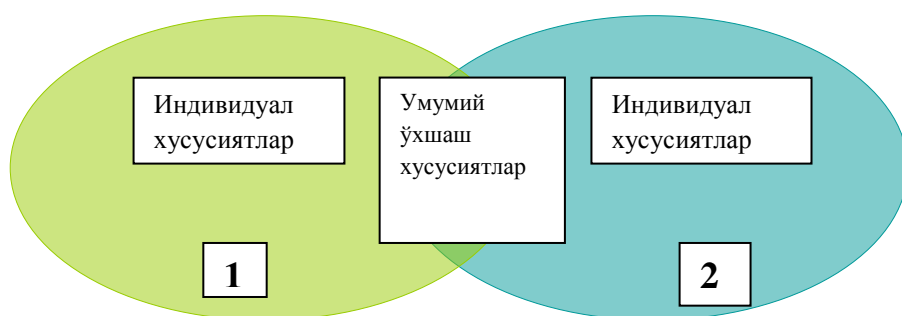 Индивидуал
хусусиятлар
Умумий
ўхшаш
хусусиятлар
Индивидуал
хусусиятлар
1
2